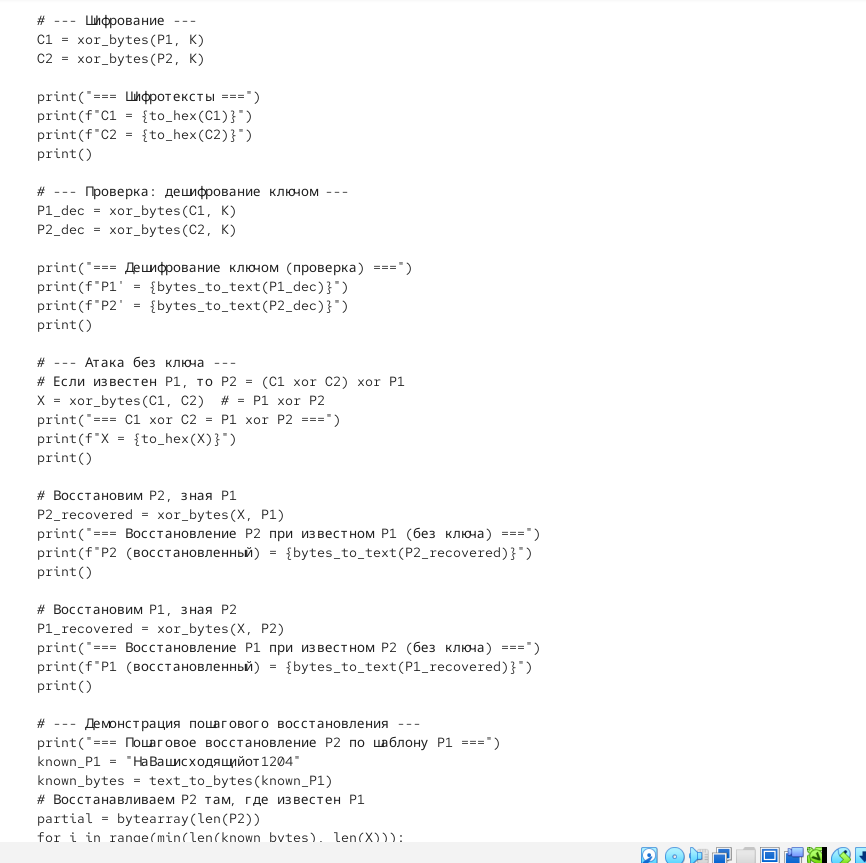 # --- Шифрование ---
C1 = xor_bytes(P1, K)
C2 = xor_bytes(P2, K)
print("=== Шифротексты ===")
print(f"C1 = {to_hex(C1)}")
print(f"C2 = {to_hex(C2)}")
print()
# --- Проверка: дешифрование ключом ---
P1_dec = xor_bytes(C1, K)
P2_dec = xor_bytes(C2, K)
print("=== Дешифрование ключом (проверка) ===")
print(f"P1' = {bytes_to_text(P1_dec)}")
print(f"P2' = {bytes_to_text(P2_dec)}")
print()
# --- Атака без ключа ---
# Если известен P1, то P2 = (C1 xor C2) xor P1
X = xor_bytes(C1, C2)  # = P1 xor P2
print("=== C1 xor C2 = P1 xor P2 ===")
print(f"X = {to_hex(X)}")
print()
# Восстановим P2, зная P1
P2_recovered = xor_bytes(X, P1)
print("=== Восстановление P2 при известном P1 (без ключа) ===")
print(f"P2 (восстановленный) = {bytes_to_text(P2_recovered)}")
print()
# Восстановим P1, зная P2
P1_recovered = xor_bytes(X, P2)
print("=== Восстановление P1 при известном P2 (без ключа) ===")
print(f"P1 (восстановленный) = {bytes_to_text(P1_recovered)}")
print()
# --- Демонстрация пошагового восстановления ---
print("=== Пошаговое восстановление P2 по шаблону P1 ===")
known_P1 = "НаВашисходящийот1204"
known_bytes = text_to_bytes(known_P1)
# Восстанавливаем P2 там, где известен P1
partial = bytearray(len(P2))
for i in range(min(len(known_bytes), len(X))):